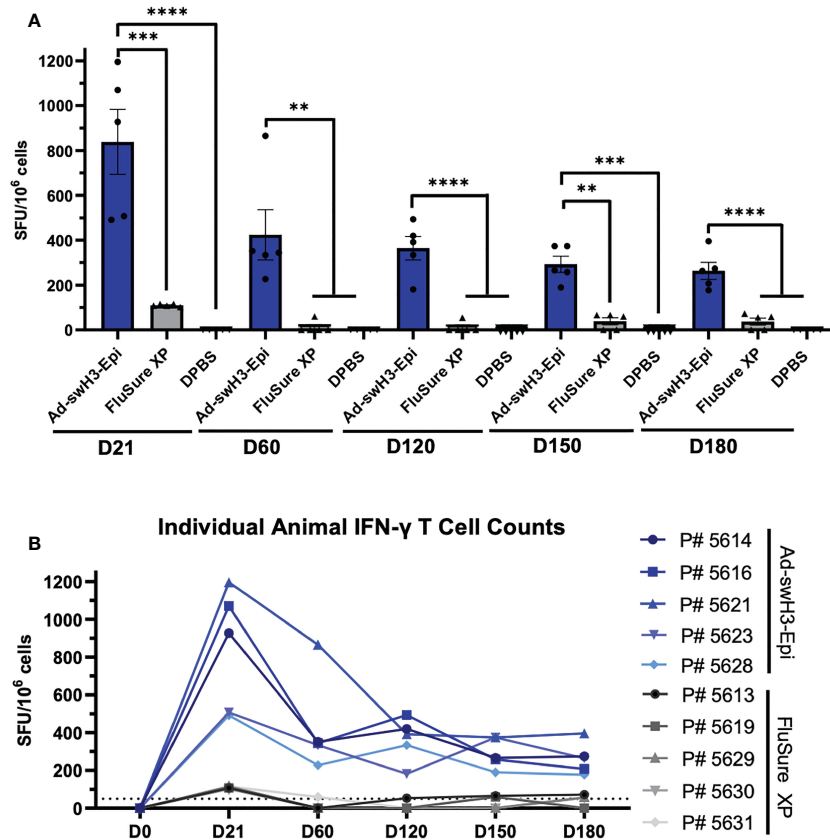 A
**** 
***
**
****
***
**
****
1200
1000
800
600
400
200
0
SFU/10⁶ cells
Ad-swH3-Epi FluSure XP DPBS Ad-swH3-Epi FluSure XP DPBS Ad-swH3-Epi FluSure XP DPBS Ad-swH3-Epi FluSure XP DPBS Ad-swH3-Epi FluSure XP DPBS
D21 D60 D120 D150 D180
B
Individual Animal IFN-γ T Cell Counts
1200
1000
800
600
400
200
0
SFU/10⁶ cells
D0 D21 D60 D120 D150 D180
P# 5614
P# 5616
P# 5621
P# 5623
P# 5628
P# 5613
P# 5619
P# 5629
P# 5630
P# 5631
Ad-swH3-Epi
FluSure XP